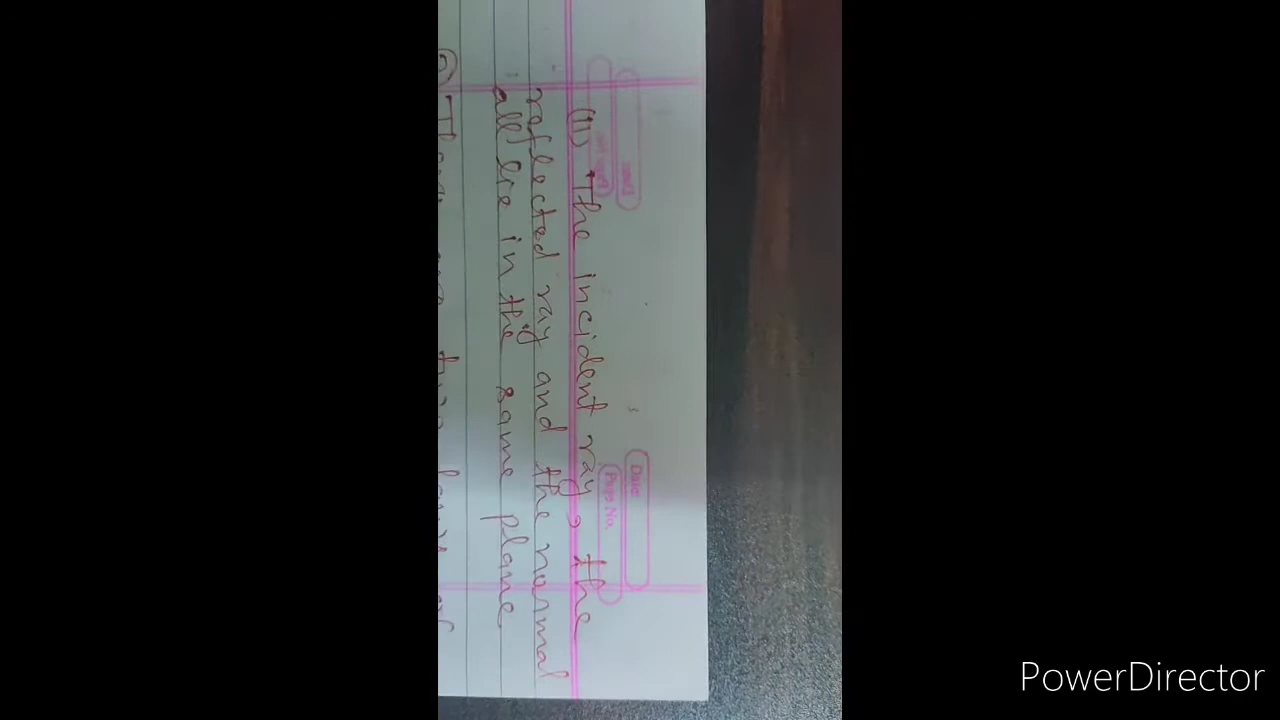 Date:
Page No.
(II) The incident ray, the
reflected ray and the normal
all lie in the same plane
PowerDirector